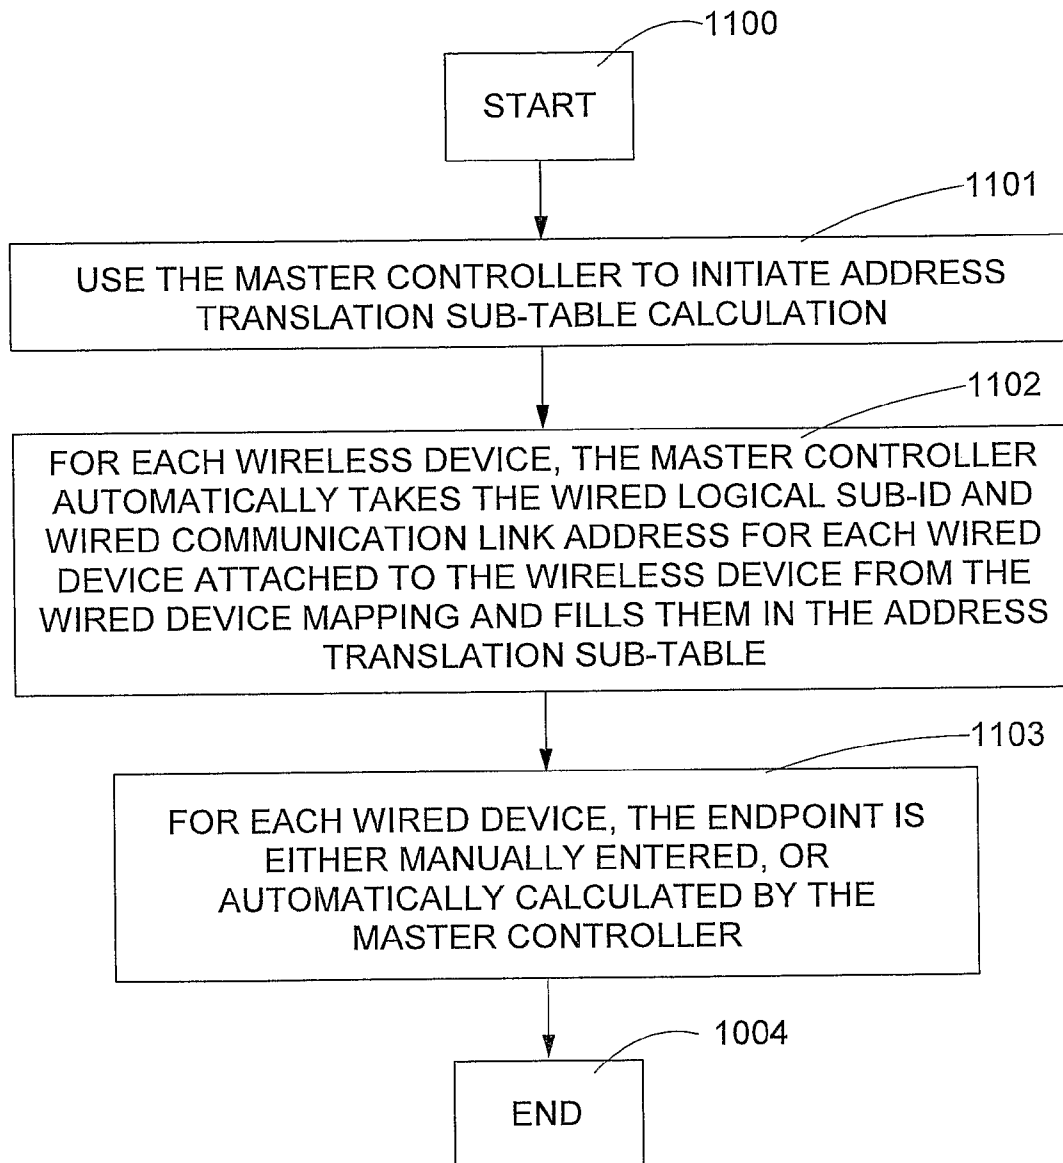 1100
START
1101
USE THE MASTER CONTROLLER TO INITIATE ADDRESS
TRANSLATION SUB-TABLE CALCULATION
1102
FOR EACH WIRELESS DEVICE, THE MASTER CONTROLLER
AUTOMATICALLY TAKES THE WIRED LOGICAL SUB-ID AND
WIRED COMMUNICATION LINK ADDRESS FOR EACH WIRED
DEVICE ATTACHED TO THE WIRELESS DEVICE FROM THE
WIRED DEVICE MAPPING AND FILLS THEM IN THE ADDRESS
TRANSLATION SUB-TABLE
1103
FOR EACH WIRED DEVICE, THE ENDPOINT IS
EITHER MANUALLY ENTERED, OR
AUTOMATICALLY CALCULATED BY THE
MASTER CONTROLLER
1004
END